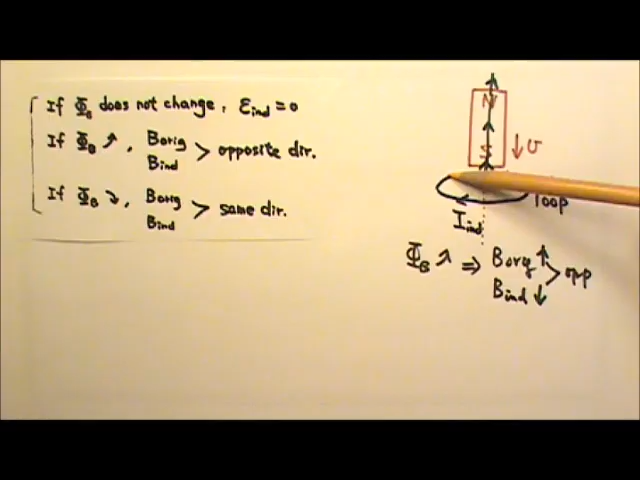 If Φ_B does not change, ε_ind = 0
If Φ_B ↗, B_orig
B_ind > opposite dir.
If Φ_B ↘, B_orig
B_ind > same dir.
N
S
↓ v
loop
I_ind
Φ_B ↗ ⇒ B_org ↑
B_ind ↓ > opp